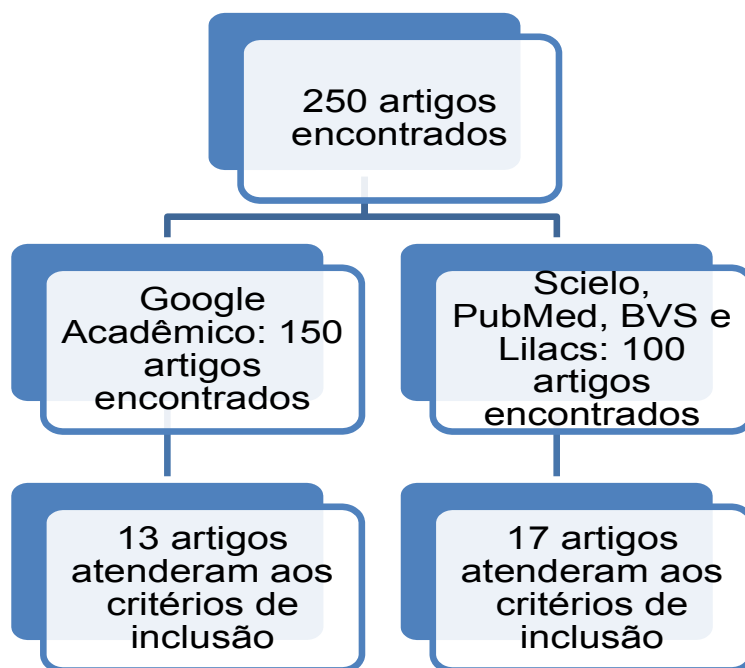 250 artigos
encontrados
Google
Acadêmico: 150
artigos
encontrados
Scielo,
PubMed, BVS e
Lilacs: 100
artigos
encontrados
13 artigos
atenderam aos
critérios de
inclusão
17 artigos
atenderam aos
critérios de
inclusão